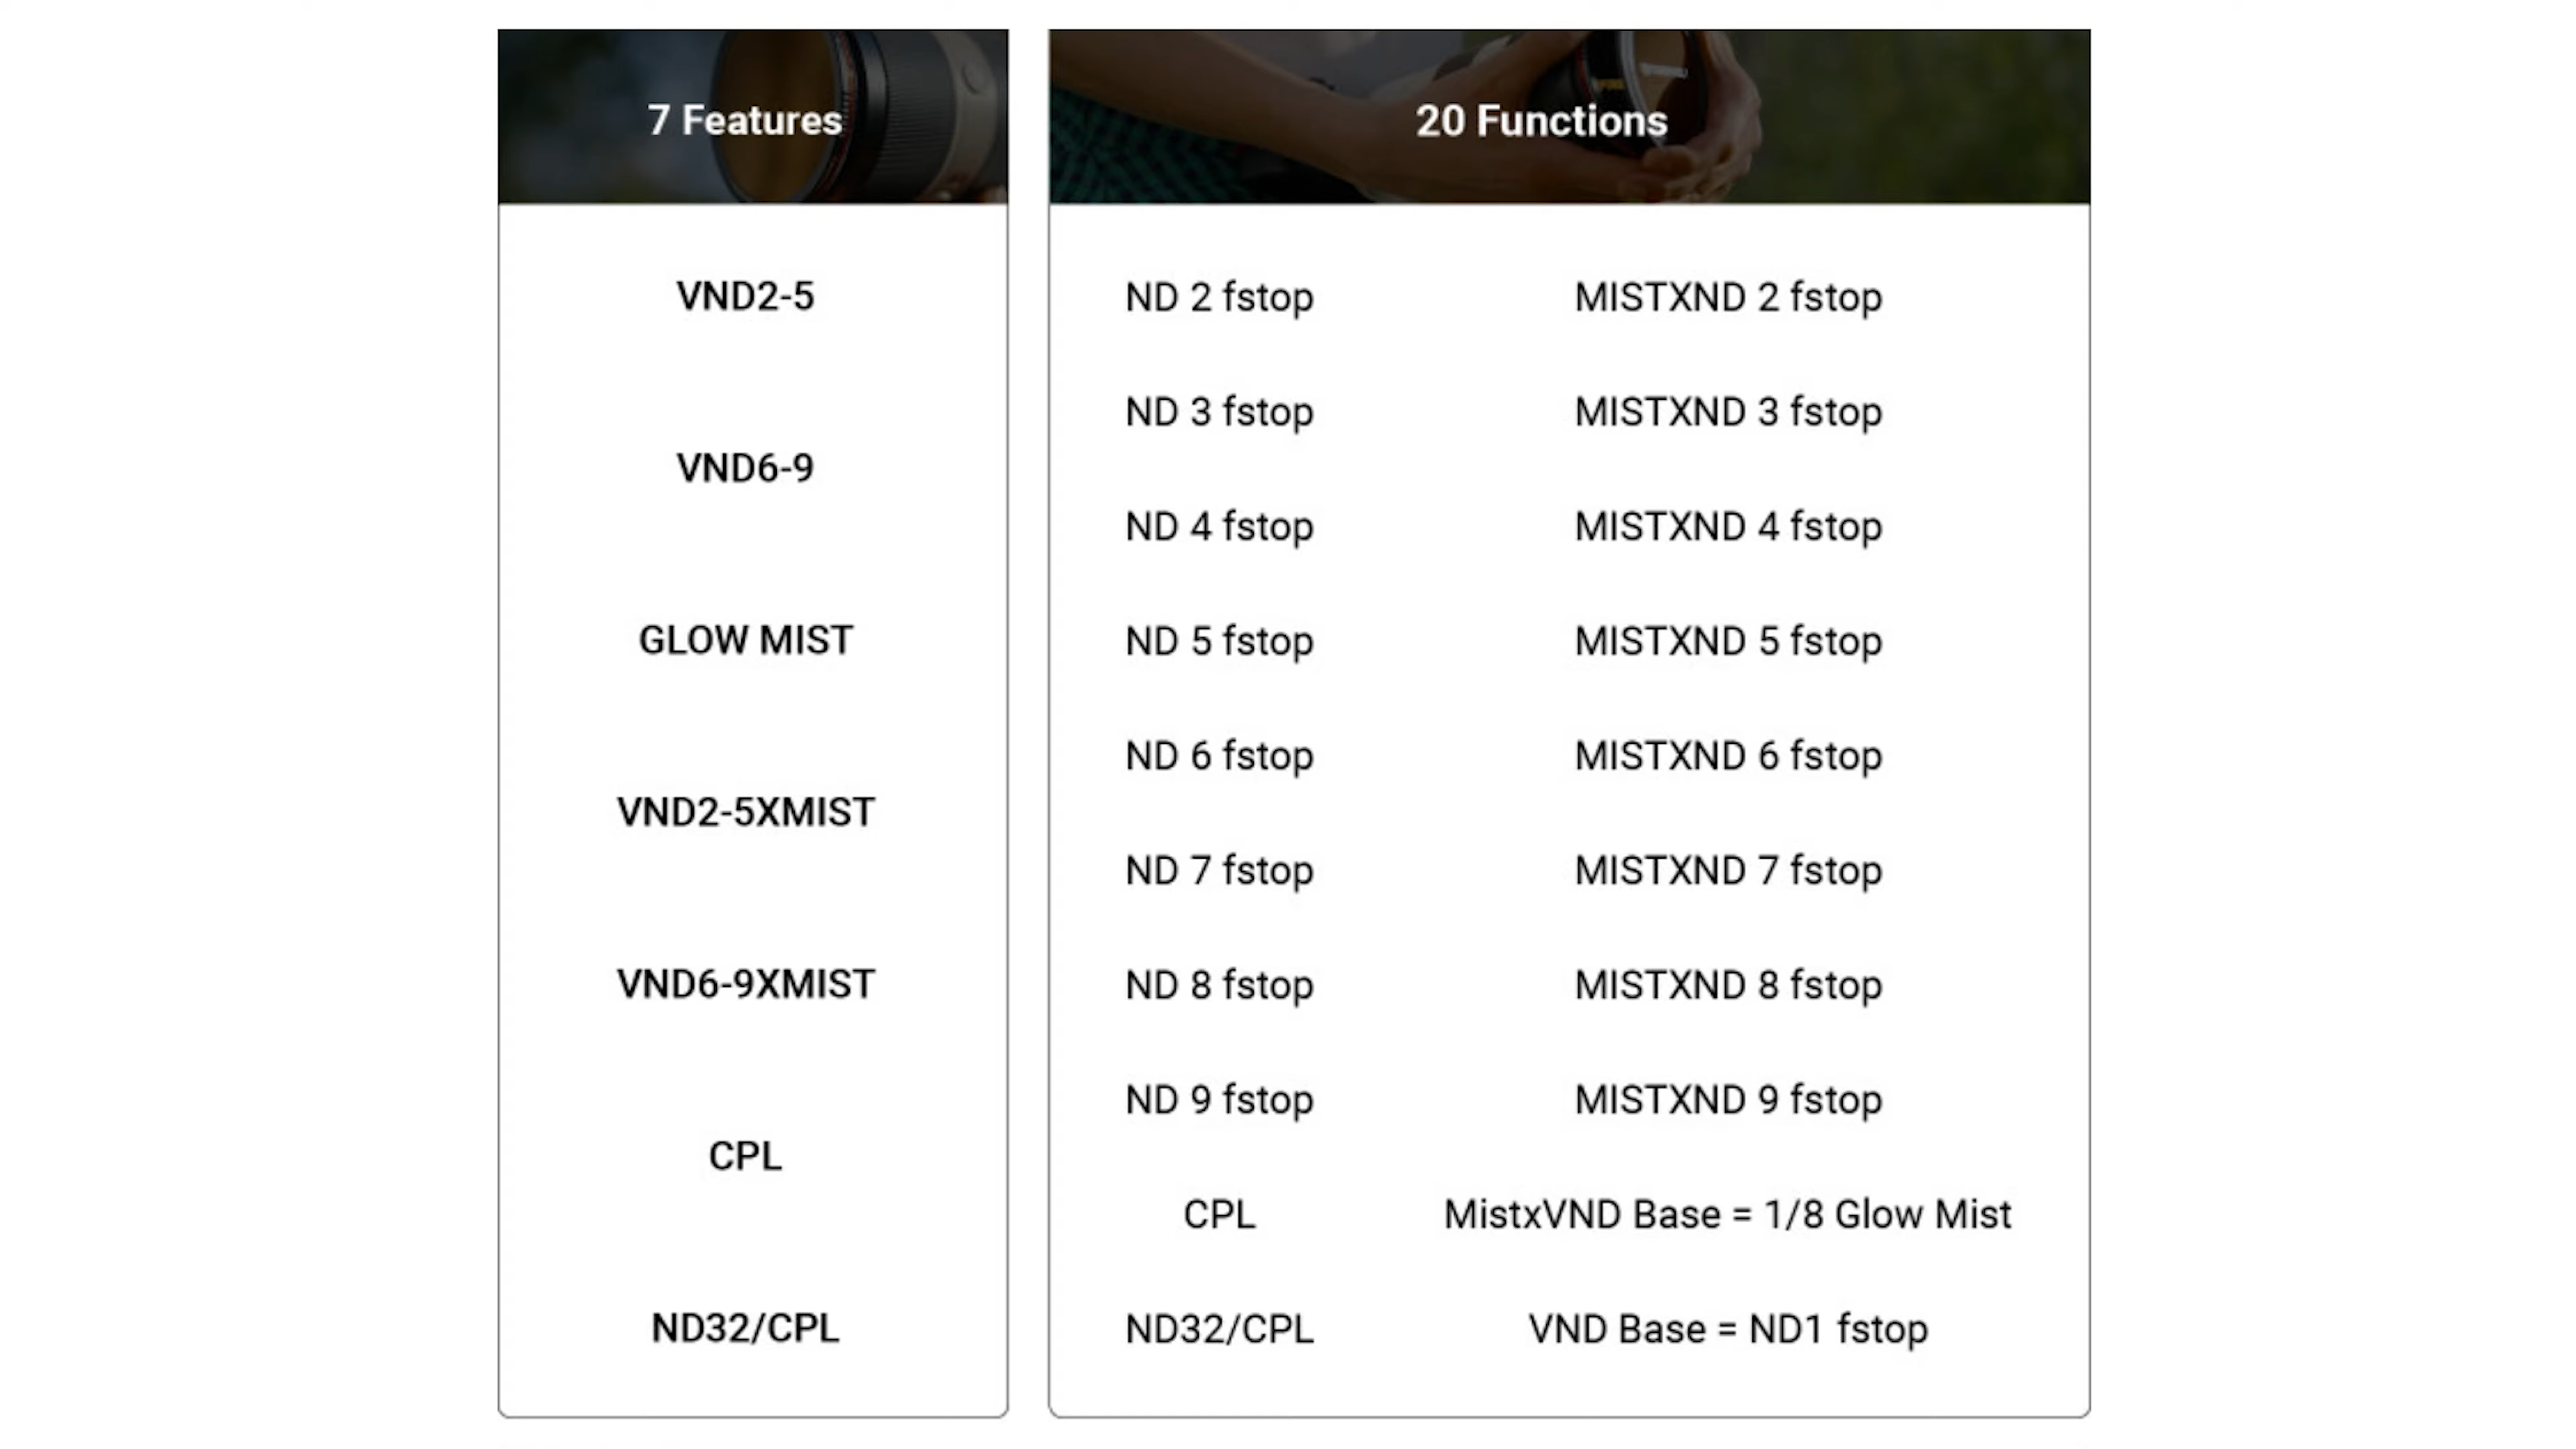 7 Features
VND2-5
VND6-9
GLOW MIST
VND2-5XMIST
VND6-9XMIST
CPL
ND32/CPL
20 Functions
ND 2 fstop MISTXND 2 fstop
ND 3 fstop MISTXND 3 fstop
ND 4 fstop MISTXND 4 fstop
ND 5 fstop MISTXND 5 fstop
ND 6 fstop MISTXND 6 fstop
ND 7 fstop MISTXND 7 fstop
ND 8 fstop MISTXND 8 fstop
ND 9 fstop MISTXND 9 fstop
CPL MistxVND Base = 1/8 Glow Mist
ND32/CPL VND Base = ND1 fstop